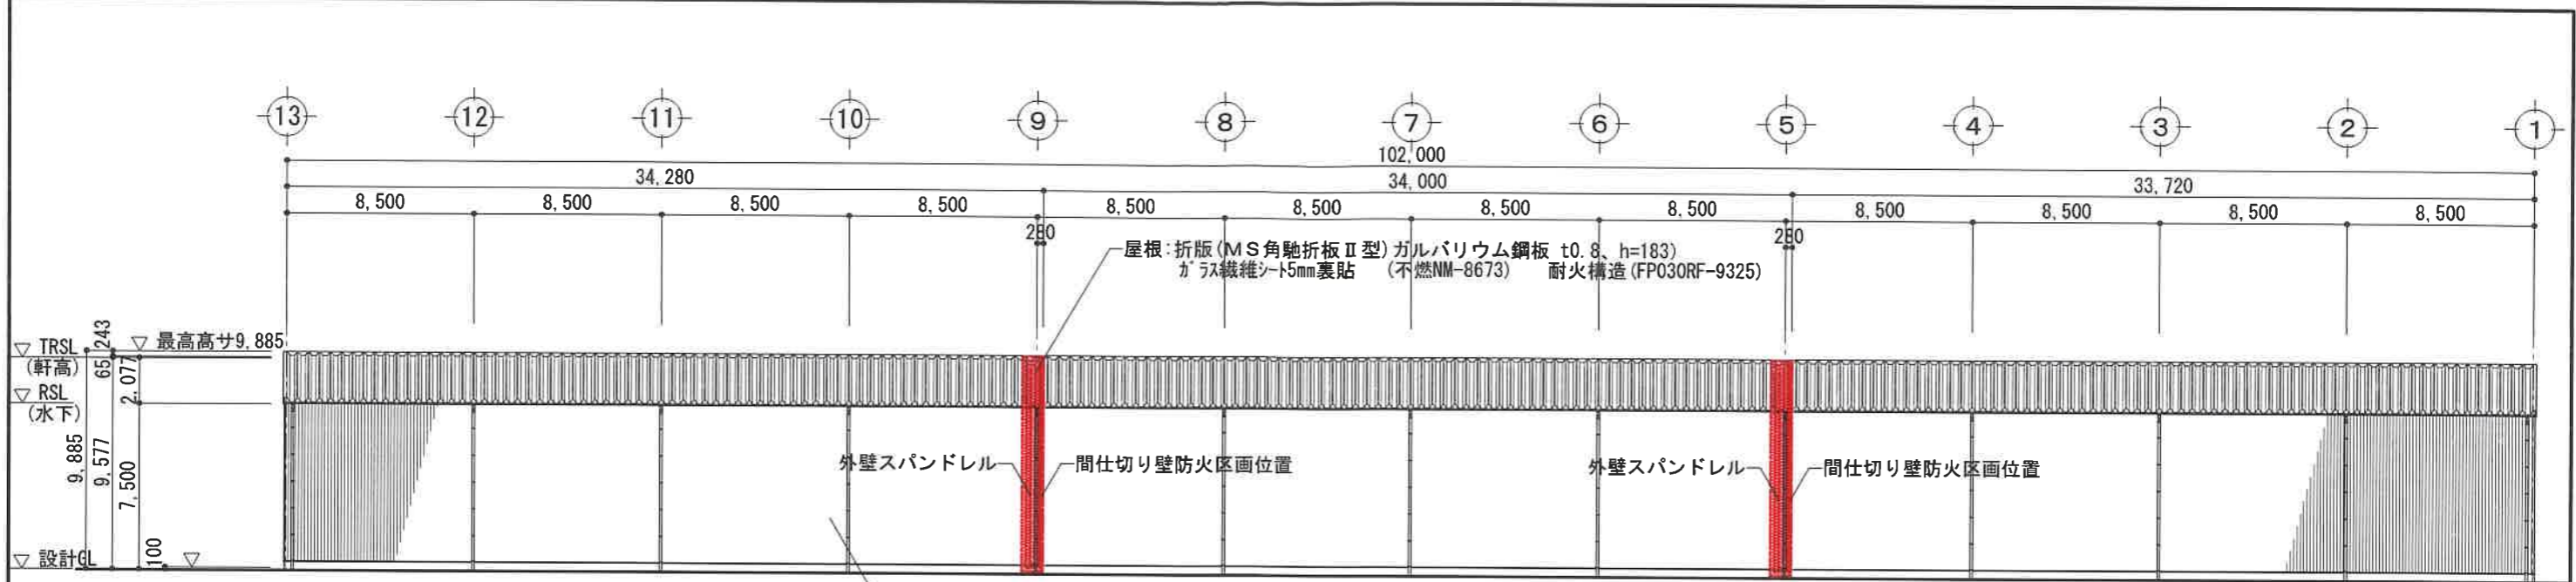 13 12 11 10 9 8 7 6 5 4 3 2 1
102,000
34,280 34,000 33,720
8,500 8,500 8,500 8,500 8,500 8,500 8,500 8,500 8,500 8,500 8,500 8,500
280 280
屋根:折版(MS角馳折板Ⅱ型)ガルバリウム鋼板 t0.8、h=183)
ガラス繊維シート5mm裏貼 (不燃NM-8673) 耐火構造(FP030RF-9325)
▽ TRSL
(軒高)
▽ RSL
(水下)
▽ 設計GL
▽ 最高高サ9,885
243
65
2,077
9,885
9,577
7,500
100
▽
外壁スパンドレル
間仕切り壁防火区画位置
外壁スパンドレル
間仕切り壁防火区画位置